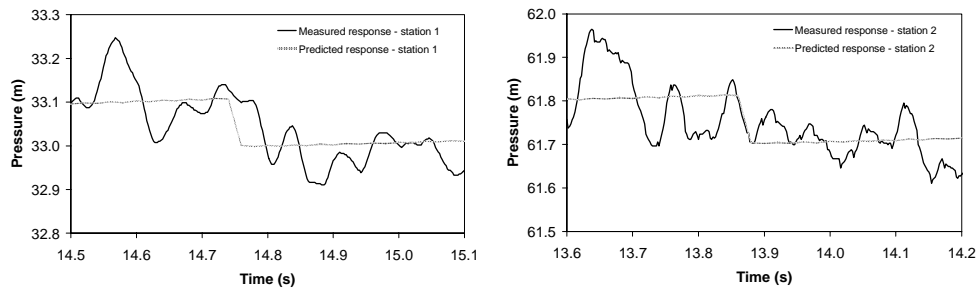 33.3
33.2
33.1
33.0
32.9
32.8
Pressure (m)
Measured response - station 1
Predicted response - station 1
14.5 14.6 14.7 14.8 14.9 15.0 15.1
Time (s)
62.0
61.9
61.8
61.7
61.6
61.5
Pressure (m)
Measured response - station 2
Predicted response - station 2
13.6 13.7 13.8 13.9 14.0 14.1 14.2
Time (s)